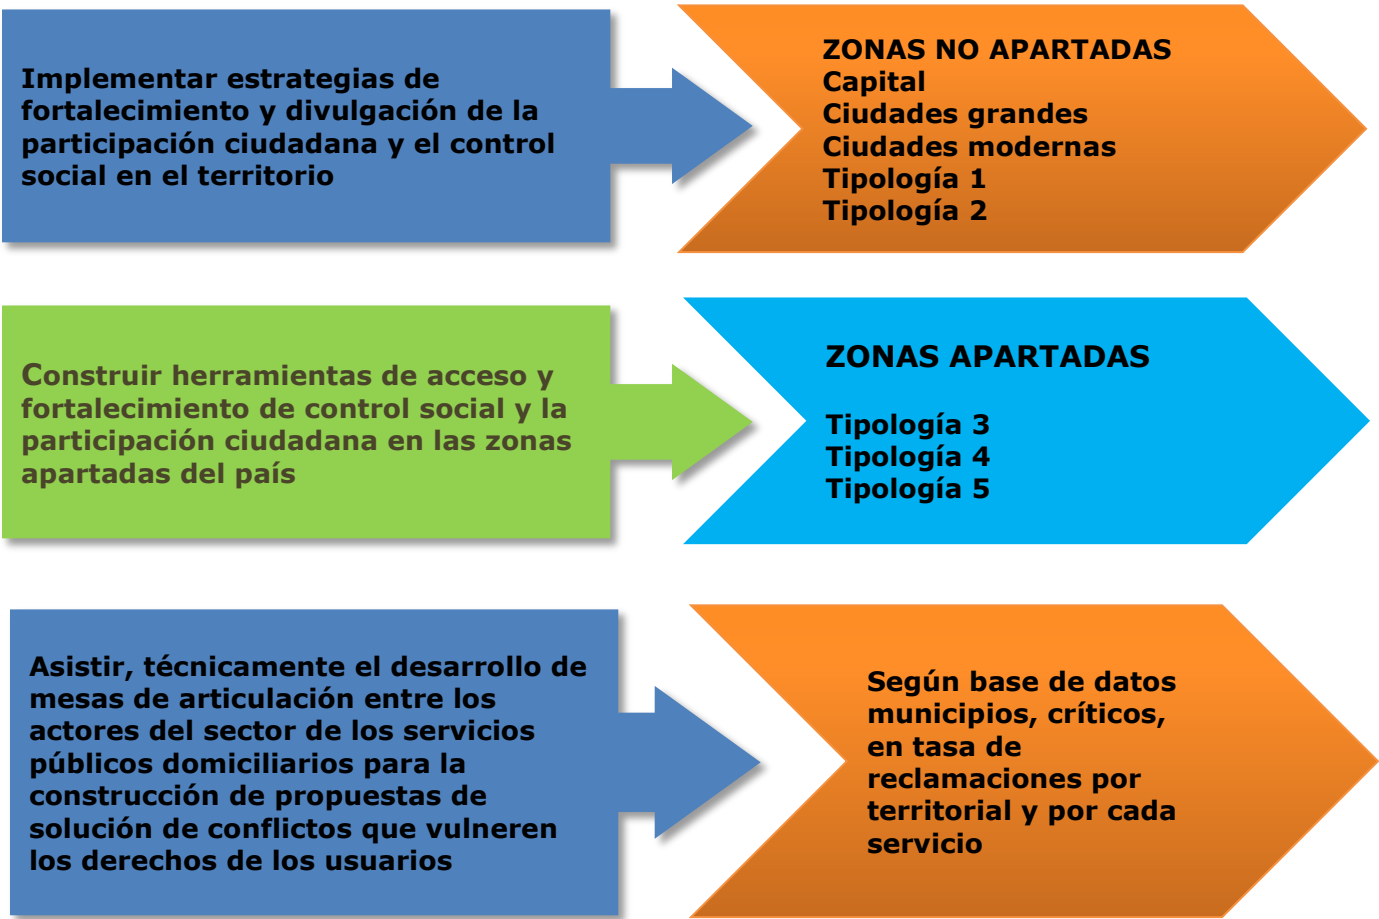 Implementar estrategias de
fortalecimiento y divulgación de la
participación ciudadana y el control
social en el territorio
ZONAS NO APARTADAS
Capital
Ciudades grandes
Ciudades modernas
Tipología 1
Tipología 2
Construir herramientas de acceso y
fortalecimiento de control social y la
participación ciudadana en las zonas
apartadas del país
ZONAS APARTADAS
Tipología 3
Tipología 4
Tipología 5
Asistir, técnicamente el desarrollo de
mesas de articulación entre los
actores del sector de los servicios
públicos domiciliarios para la
construcción de propuestas de
solución de conflictos que vulneren
los derechos de los usuarios
Según base de datos
municipios, críticos,
en tasa de
reclamaciones por
territorial y por cada
servicio